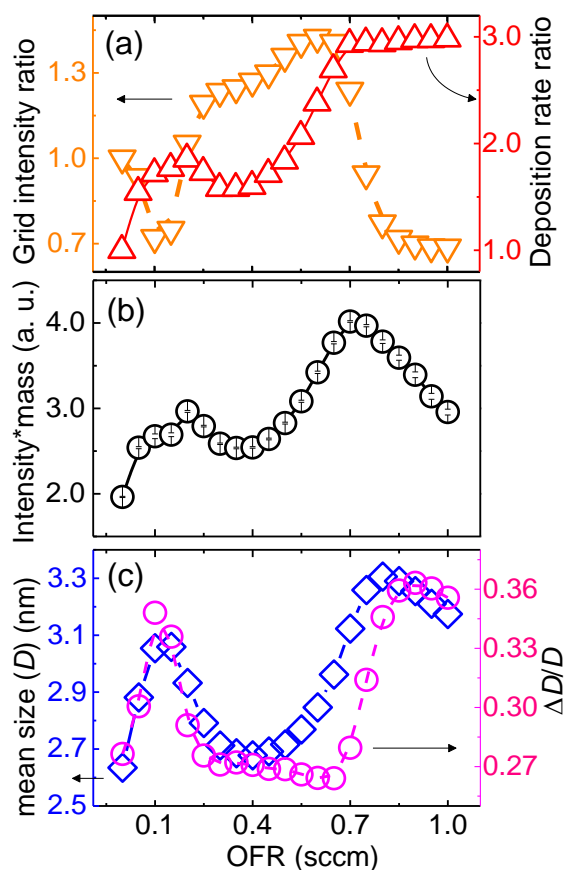 (a)
Grid intensity ratio
1.3
1.0
0.7
3.0
2.0
1.0
Deposition rate ratio
(b)
Intensity*mass (a. u.)
4.0
3.0
2.0
(c)
mean size (D) (nm)
3.3
3.1
2.9
2.7
2.5
0.36
0.33
0.30
0.26
ΔD/D
0.1 0.4 0.7 1.0
OFR (sccm)